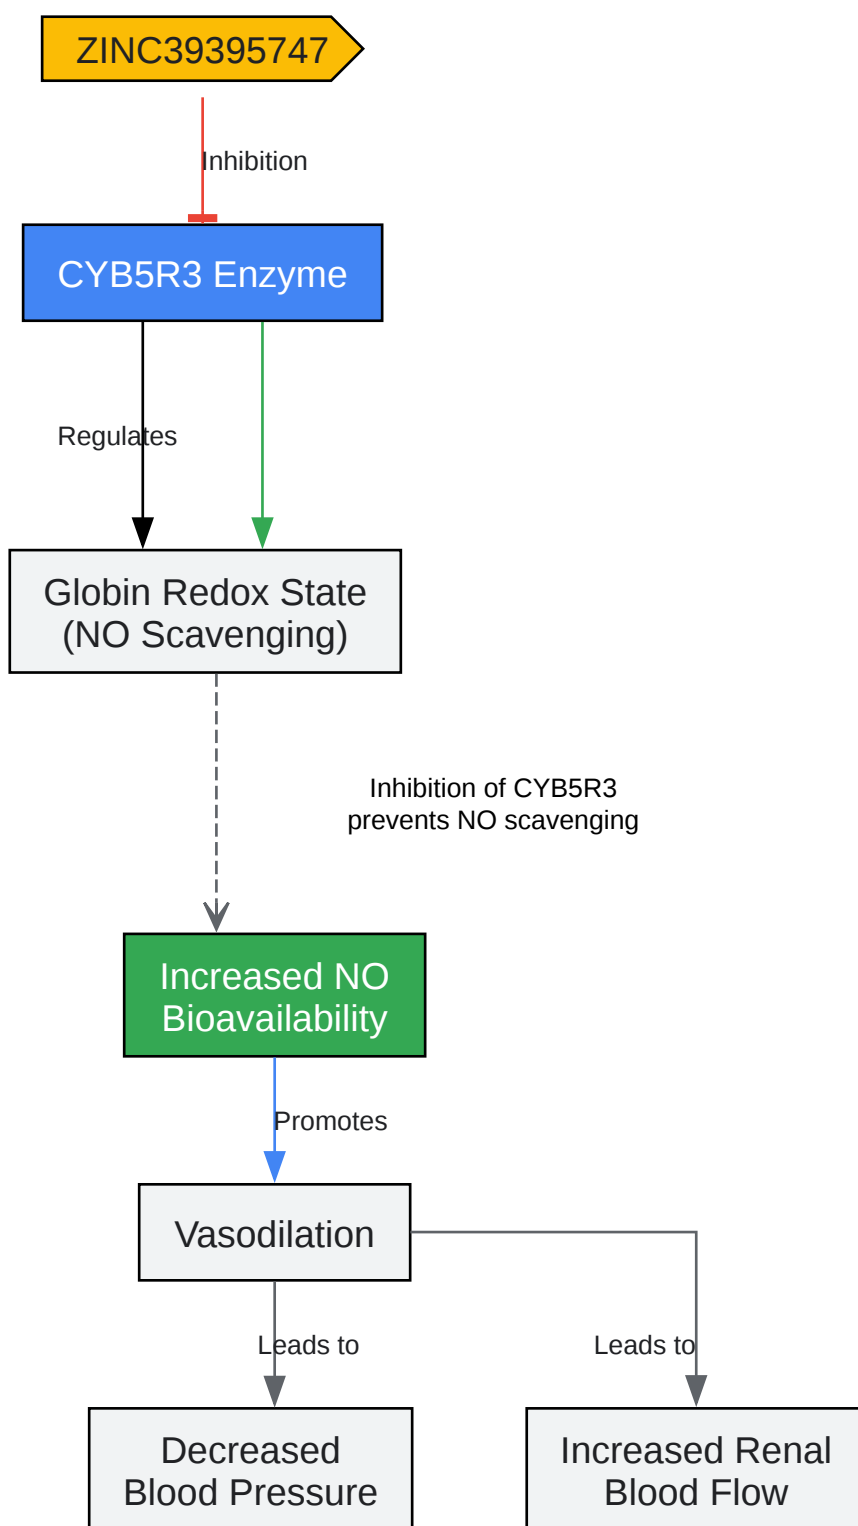 ZINC39395747
Inhibition
CYB5R3 Enzyme
Regulates
Globin Redox State
(NO Scavenging)
Inhibition of CYB5R3
prevents NO scavenging
Increased NO
Bioavailability
Promotes
Vasodilation
Leads to
Leads to
Decreased
Blood Pressure
Increased Renal
Blood Flow